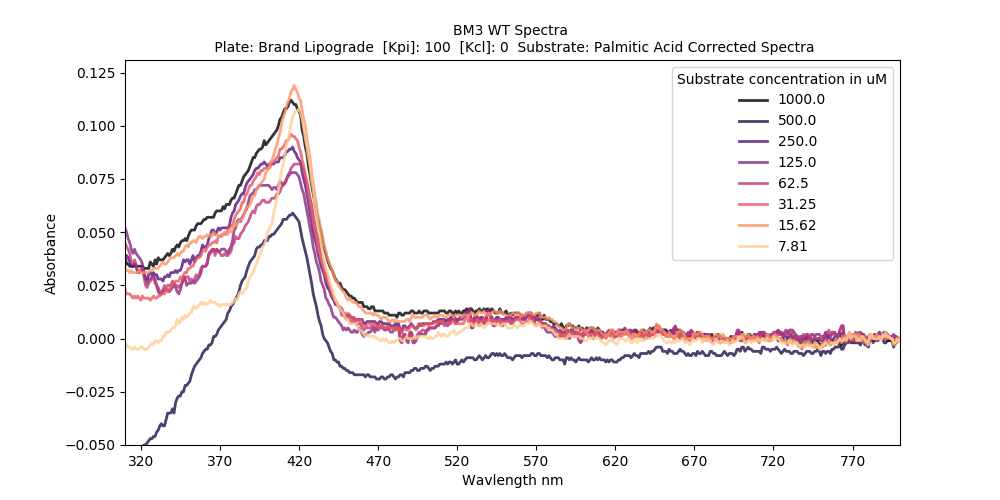 BM3 WT Spectra
Plate: Brand Lipograde  [Kpi]: 100  [Kcl]: 0  Substrate: Palmitic Acid Corrected Spectra
Substrate concentration in uM
1000.0
500.0
250.0
125.0
62.5
31.25
15.62
7.81
0.125
0.100
0.075
0.050
0.025
0.000
−0.025
−0.050
Absorbance
320 370 420 470 520 570 620 670 720 770
Wavlength nm